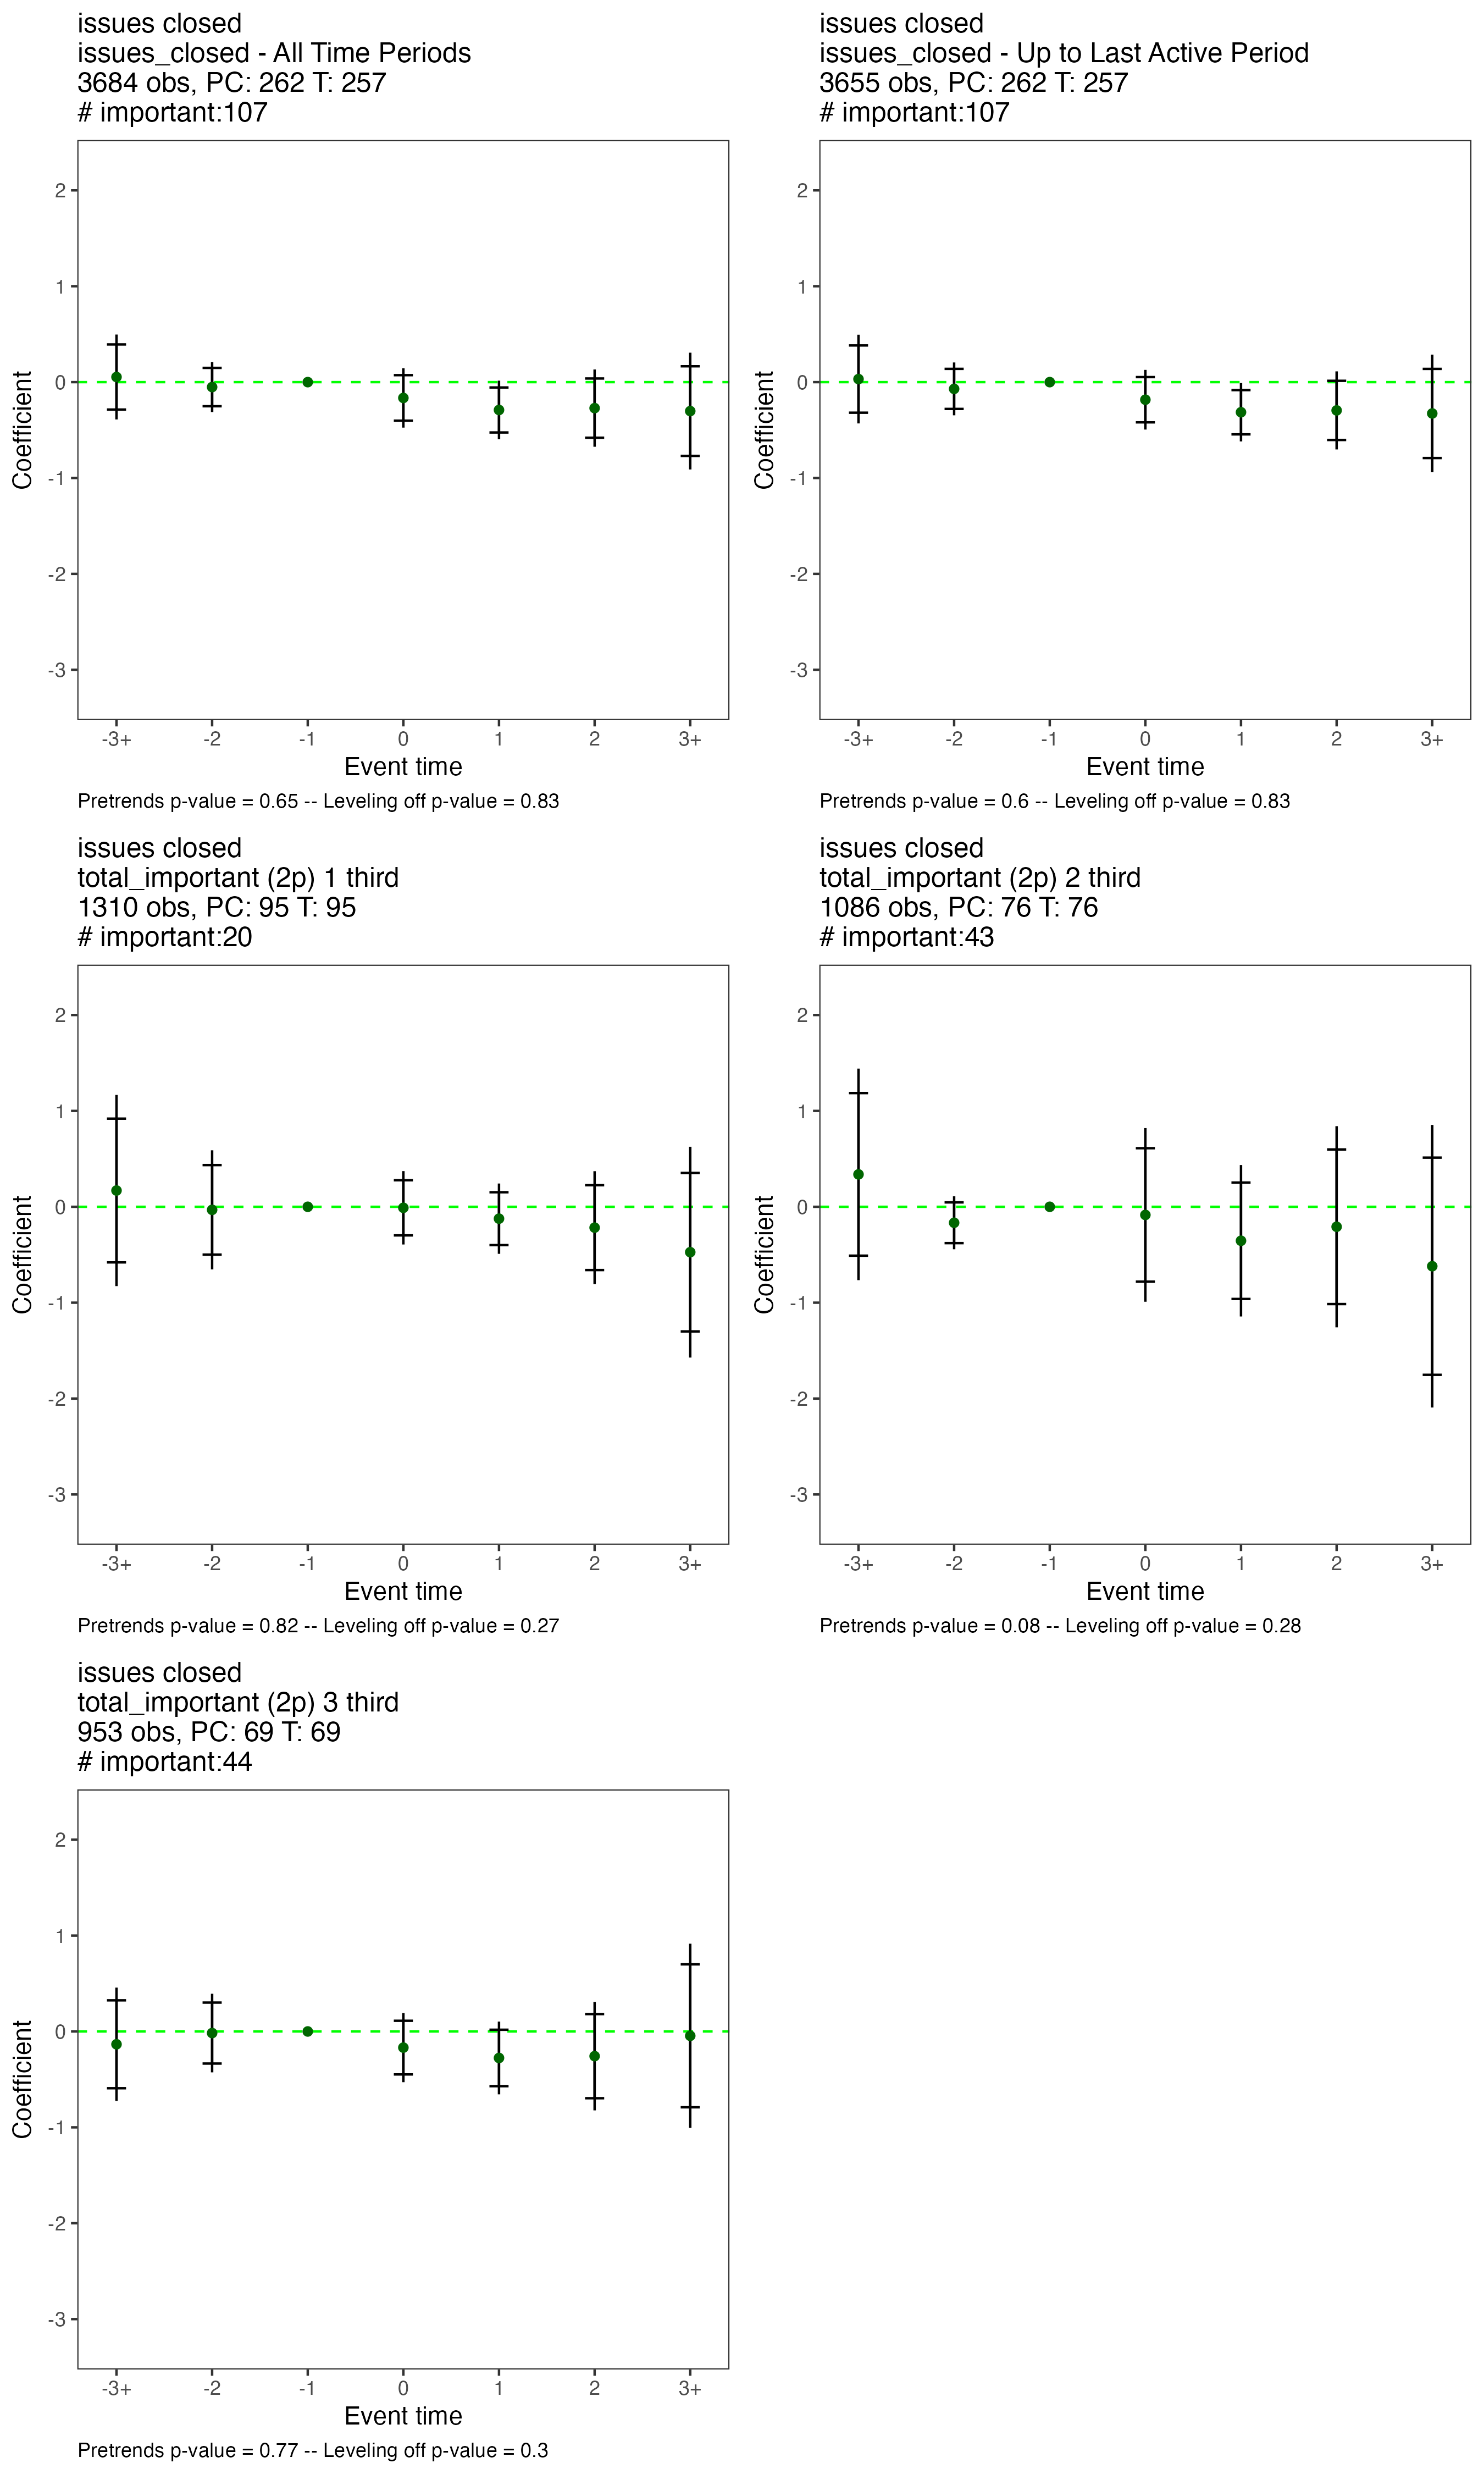 issues closed
issues_closed - All Time Periods
3684 obs, PC: 262 T: 257
# important:107
2
1
0
-1
-2
-3
Coefficient
-3+ -2 -1 0 1 2 3+
Event time
Pretrends p-value = 0.65 -- Leveling off p-value = 0.83
issues closed
issues_closed - Up to Last Active Period
3655 obs, PC: 262 T: 257
# important:107
2
1
0
-1
-2
-3
Coefficient
-3+ -2 -1 0 1 2 3+
Event time
Pretrends p-value = 0.6 -- Leveling off p-value = 0.83
issues closed
total_important (2p) 1 third
1310 obs, PC: 95 T: 95
# important:20
2
1
0
-1
-2
-3
Coefficient
-3+ -2 -1 0 1 2 3+
Event time
Pretrends p-value = 0.82 -- Leveling off p-value = 0.27
issues closed
total_important (2p) 2 third
1086 obs, PC: 76 T: 76
# important:43
2
1
0
-1
-2
-3
Coefficient
-3+ -2 -1 0 1 2 3+
Event time
Pretrends p-value = 0.08 -- Leveling off p-value = 0.28
issues closed
total_important (2p) 3 third
953 obs, PC: 69 T: 69
# important:44
2
1
0
-1
-2
-3
Coefficient
-3+ -2 -1 0 1 2 3+
Event time
Pretrends p-value = 0.77 -- Leveling off p-value = 0.3